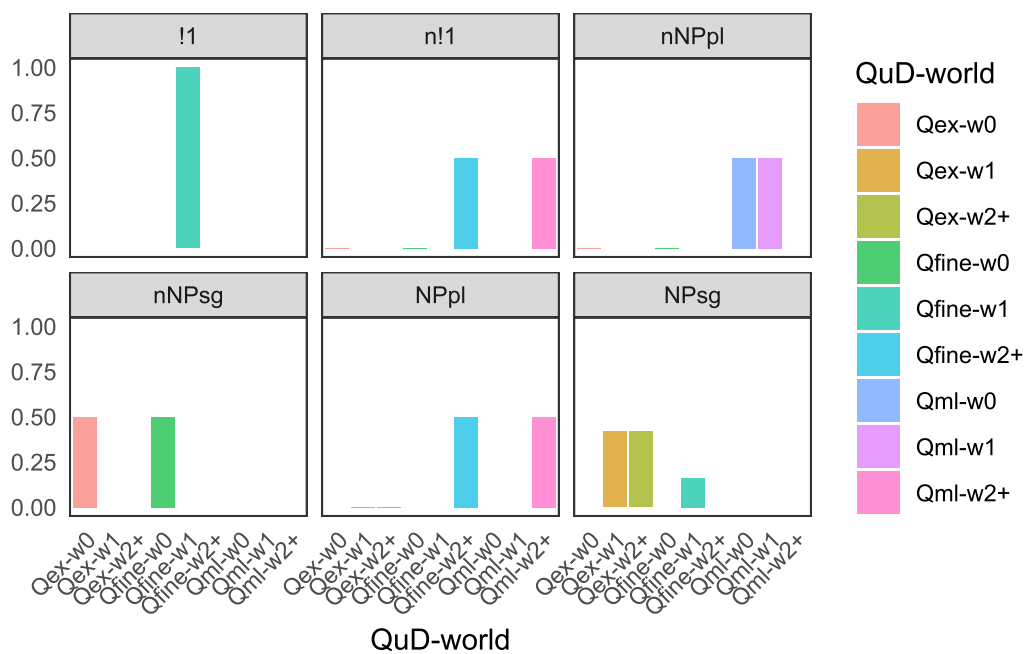 !1 n!1 nNPpl
1.00
0.75
0.50
0.25
0.00
nNPsg NPpl NPsg
1.00
0.75
0.50
0.25
0.00
Qex-w0 Qex-w1 Qex-w2+ Qfine-w0 Qfine-w1 Qfine-w2+ Qml-w0 Qml-w1 Qml-w2+
Qex-w0 Qex-w1 Qex-w2+ Qfine-w0 Qfine-w1 Qfine-w2+ Qml-w0 Qml-w1 Qml-w2+
Qex-w0 Qex-w1 Qex-w2+ Qfine-w0 Qfine-w1 Qfine-w2+ Qml-w0 Qml-w1 Qml-w2+
QuD-world
QuD-world
Qex-w0
Qex-w1
Qex-w2+
Qfine-w0
Qfine-w1
Qfine-w2+
Qml-w0
Qml-w1
Qml-w2+